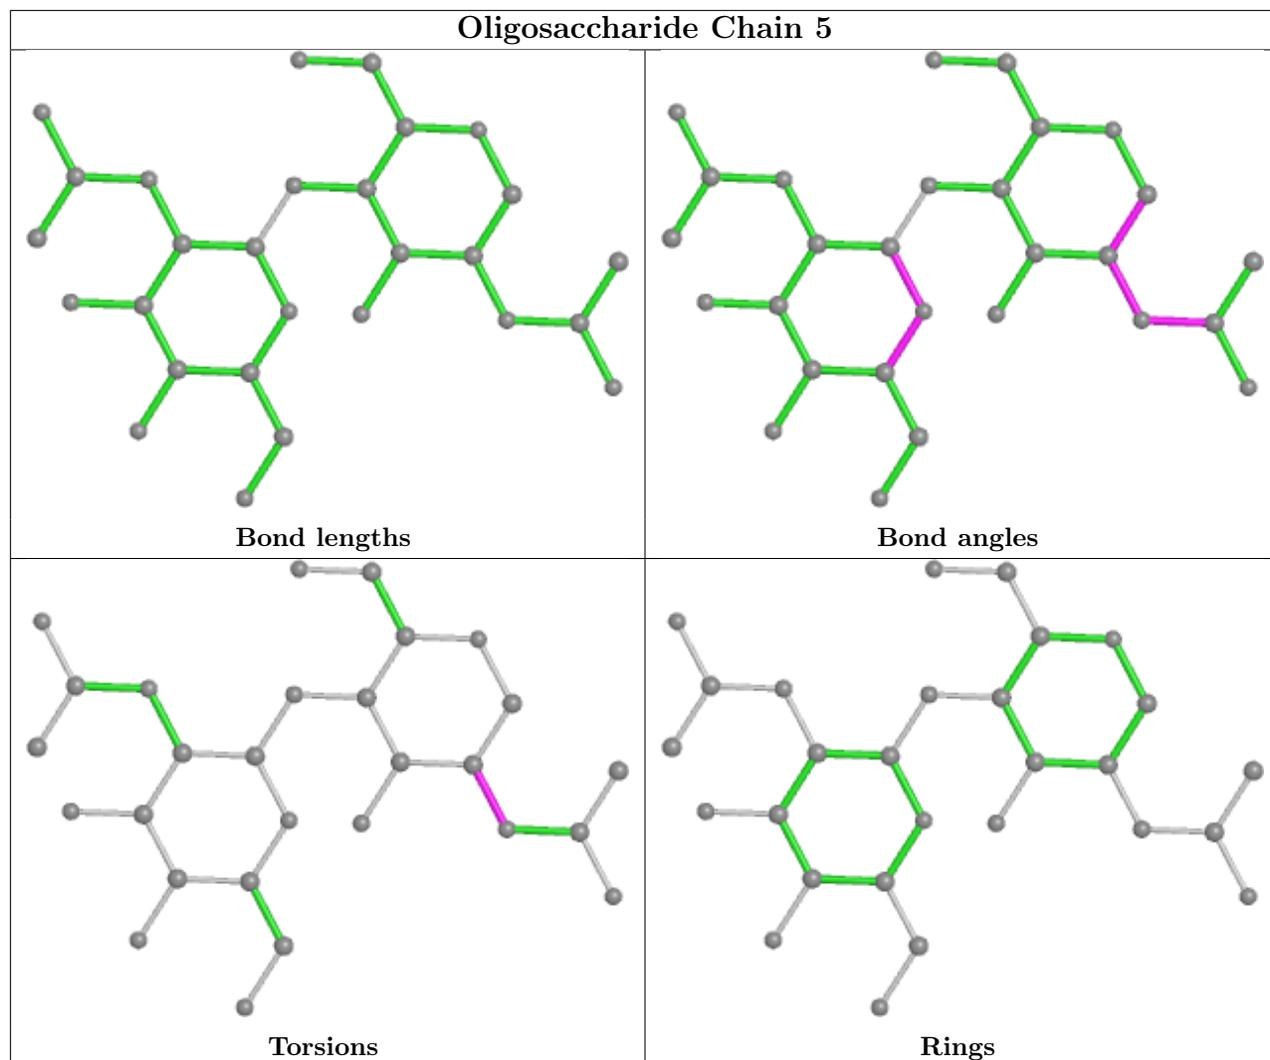 Oligosaccharide Chain 5
Bond lengths
Bond angles
Torsions
Rings